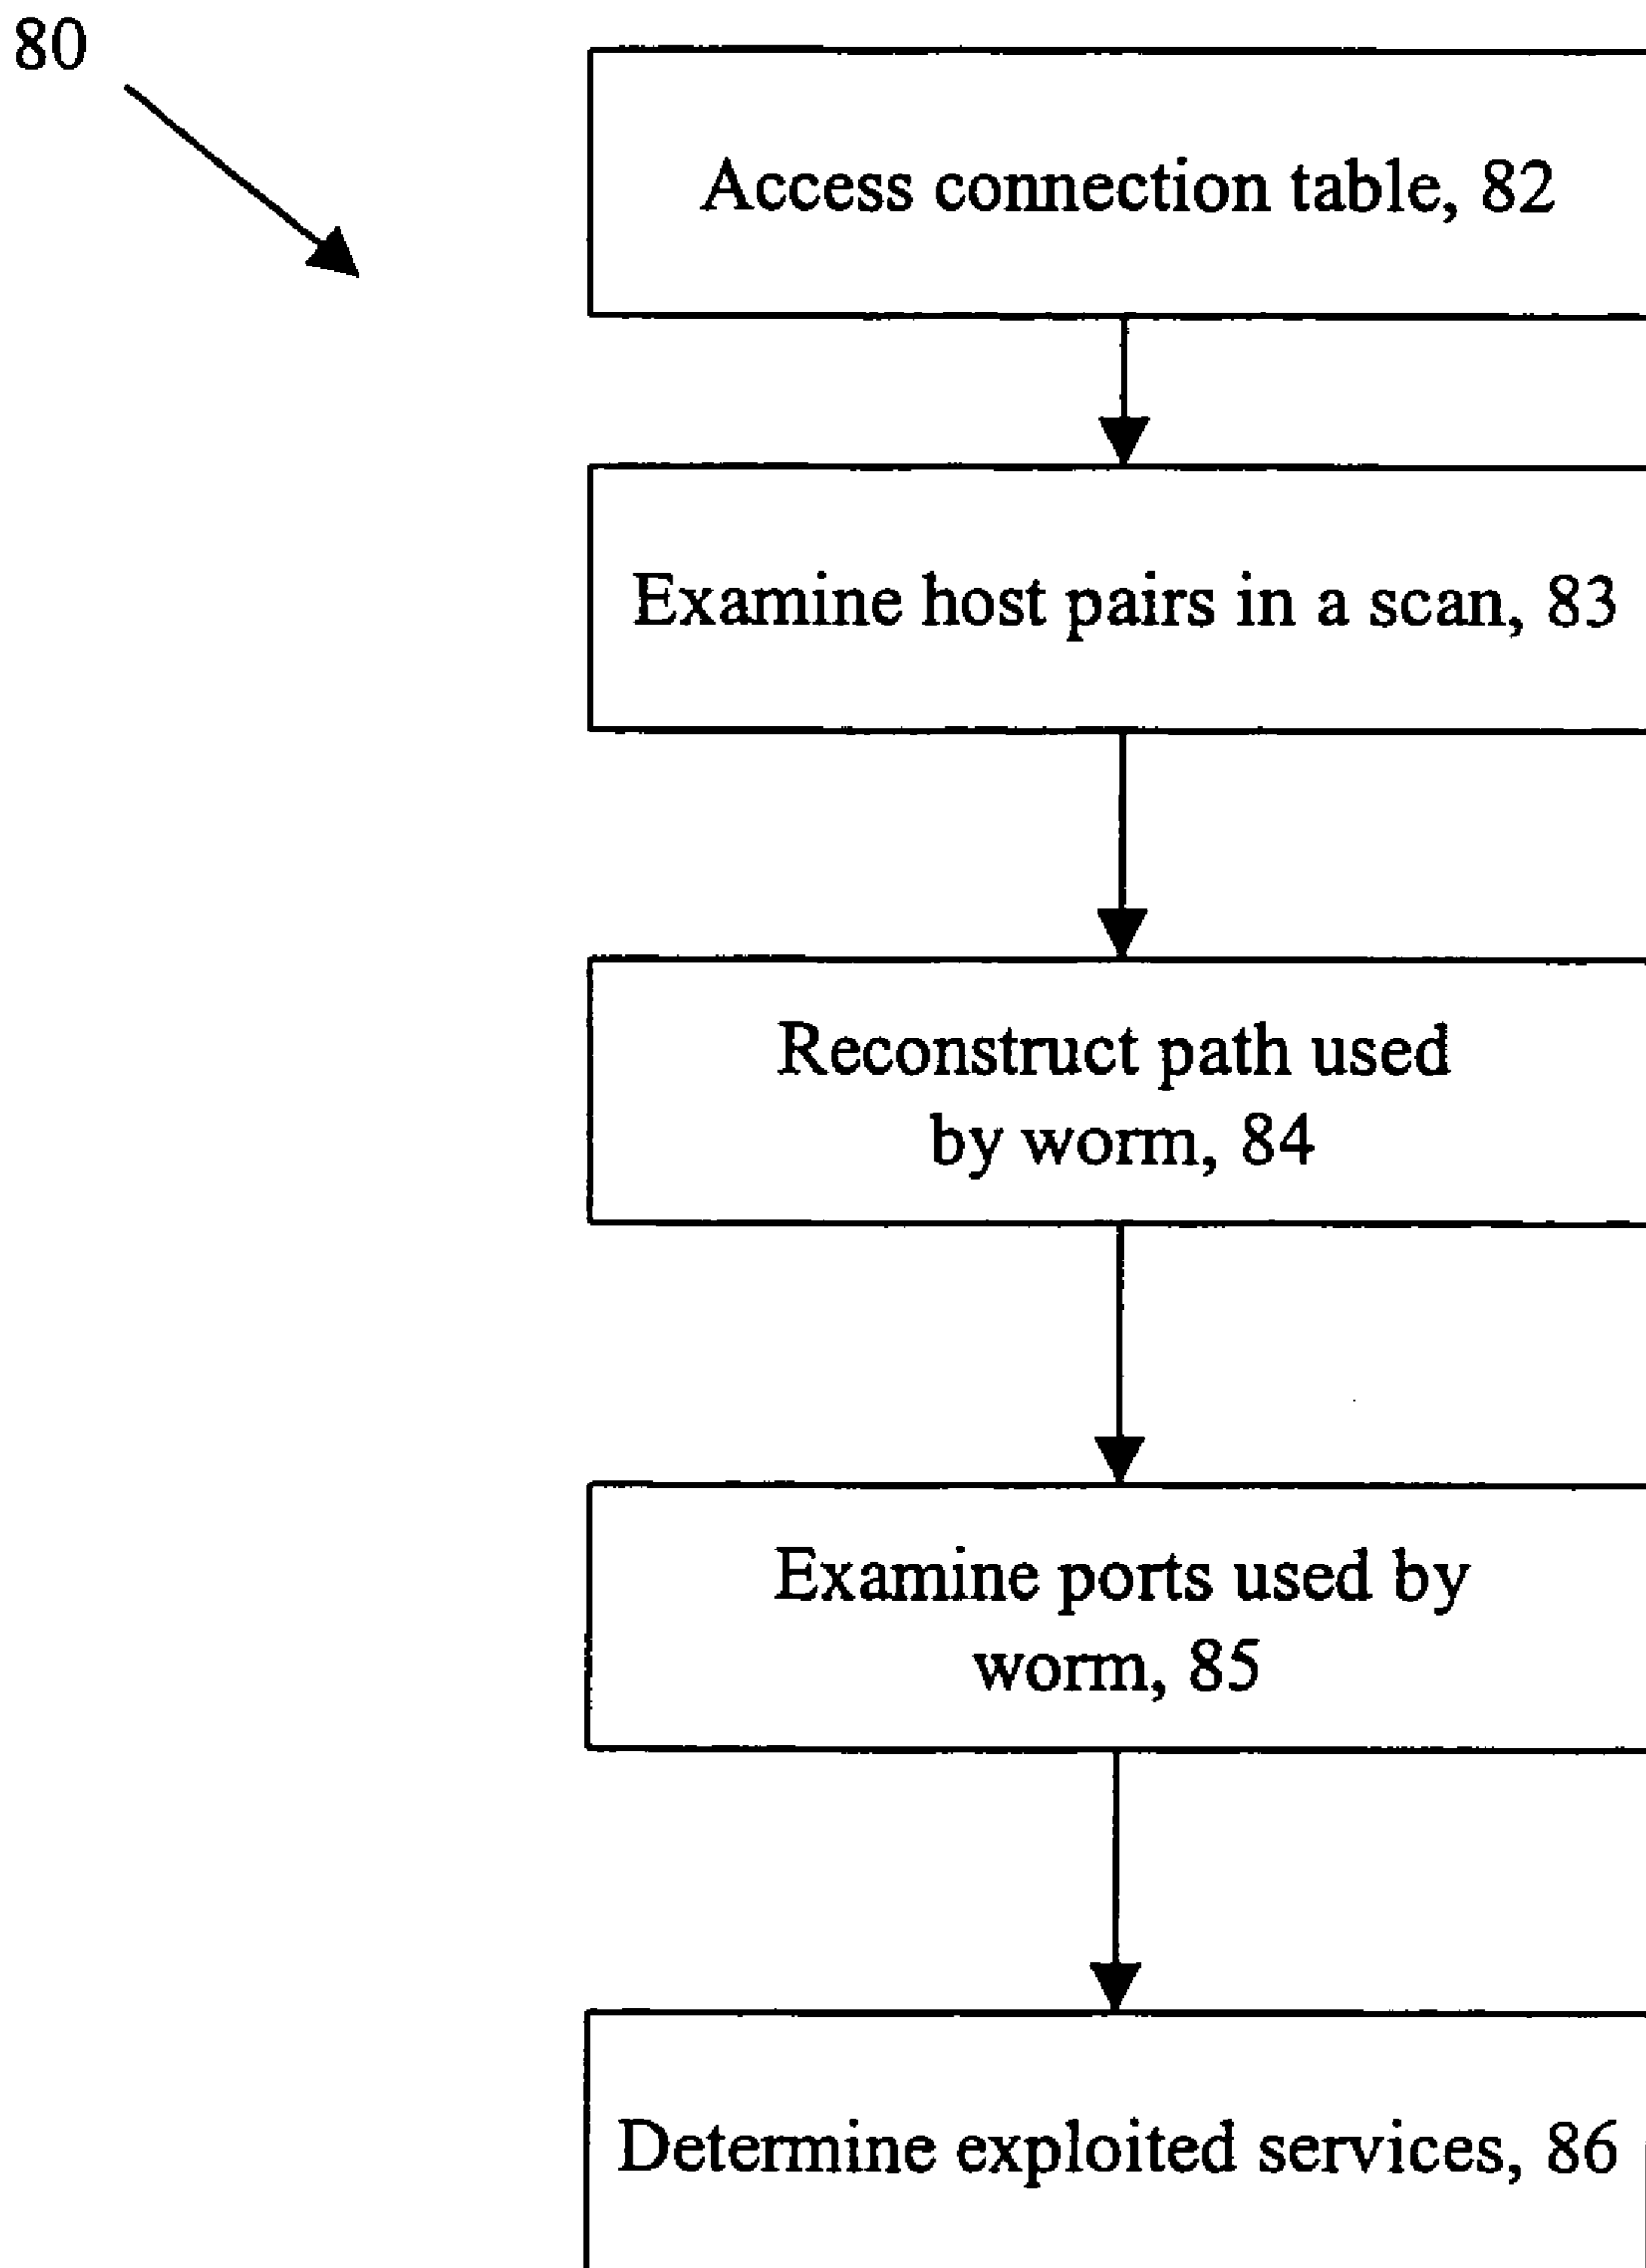 80
Access connection table, 82
Examine host pairs in a scan, 83
Reconstruct path used
by worm, 84
Examine ports used by
worm, 85
Determine exploited services, 86